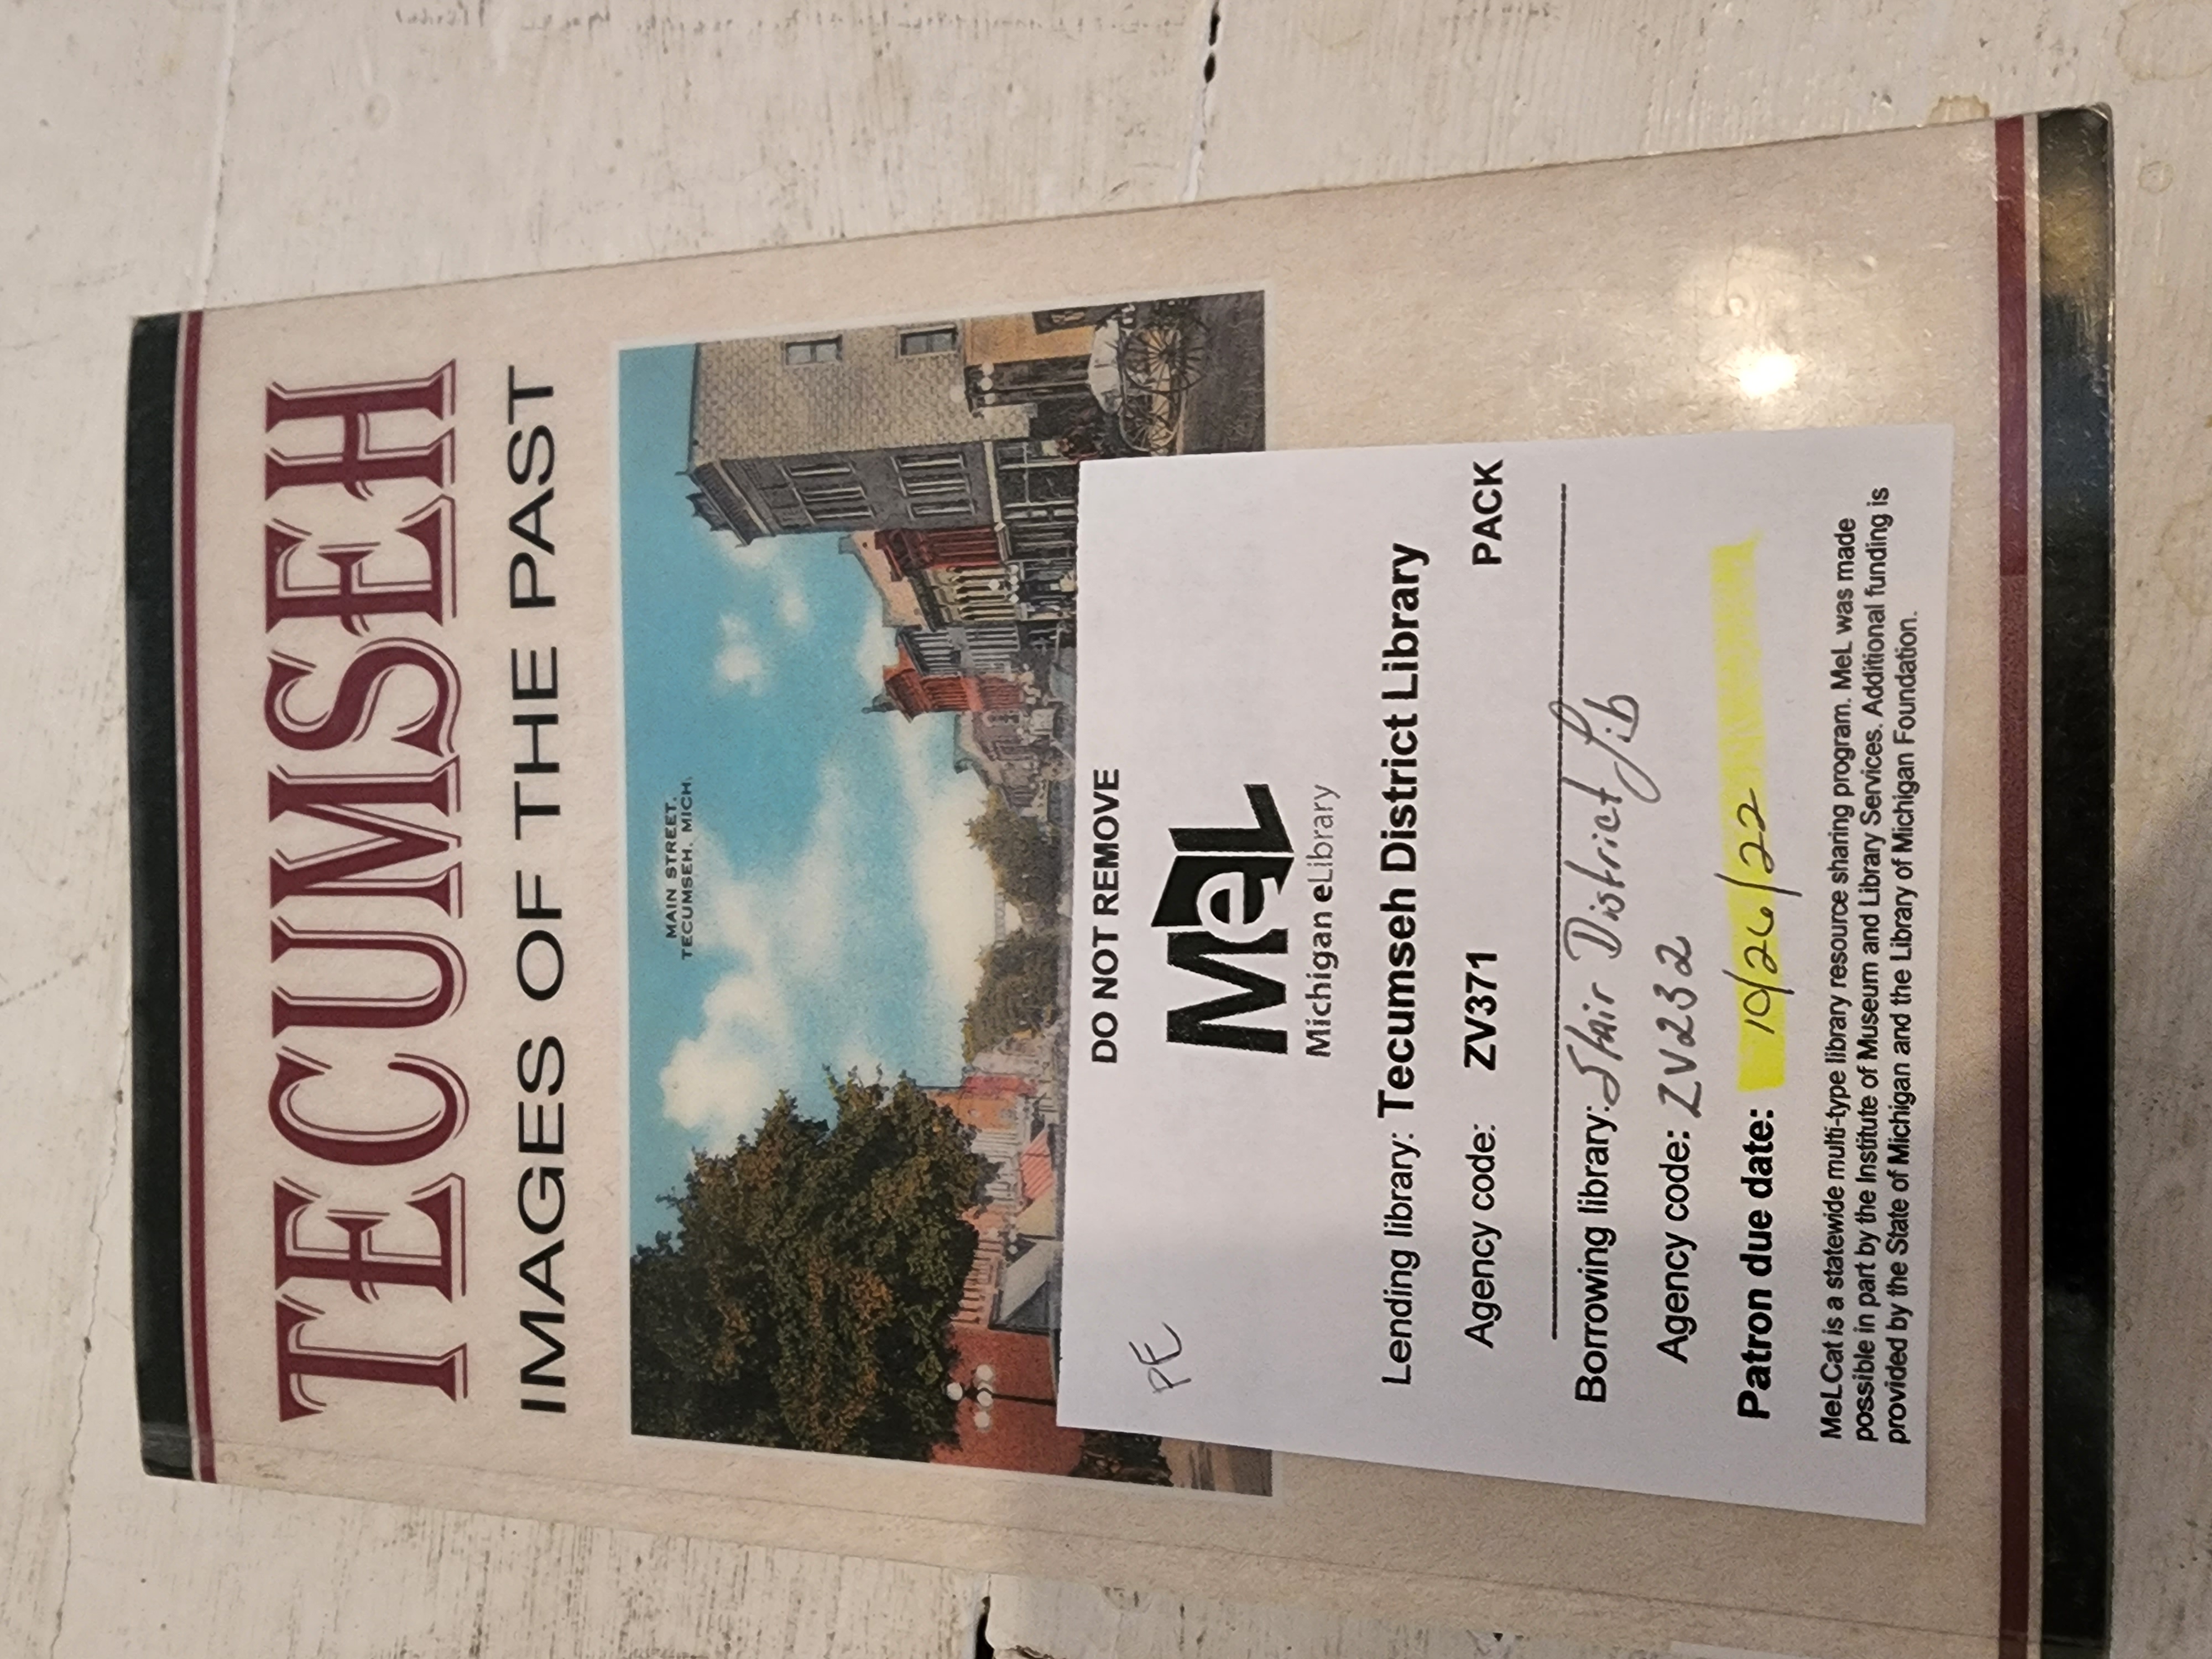 TECUMSEH
IMAGES OF THE PAST
MAIN STREET,
TECUMSEH, MICH.
DO NOT REMOVE
PE
MeL
Michigan eLibrary
Lending library: Tecumseh District Library
Agency code: ZV371 PACK
Borrowing library: Stair District Lib
Agency code: ZV232
Patron due date: 10/26/22
MeLCat is a statewide multi-type library resource sharing program. MeL was made
possible in part by the Institute of Museum and Library Services. Additional funding is
provided by the State of Michigan and the Library of Michigan Foundation.